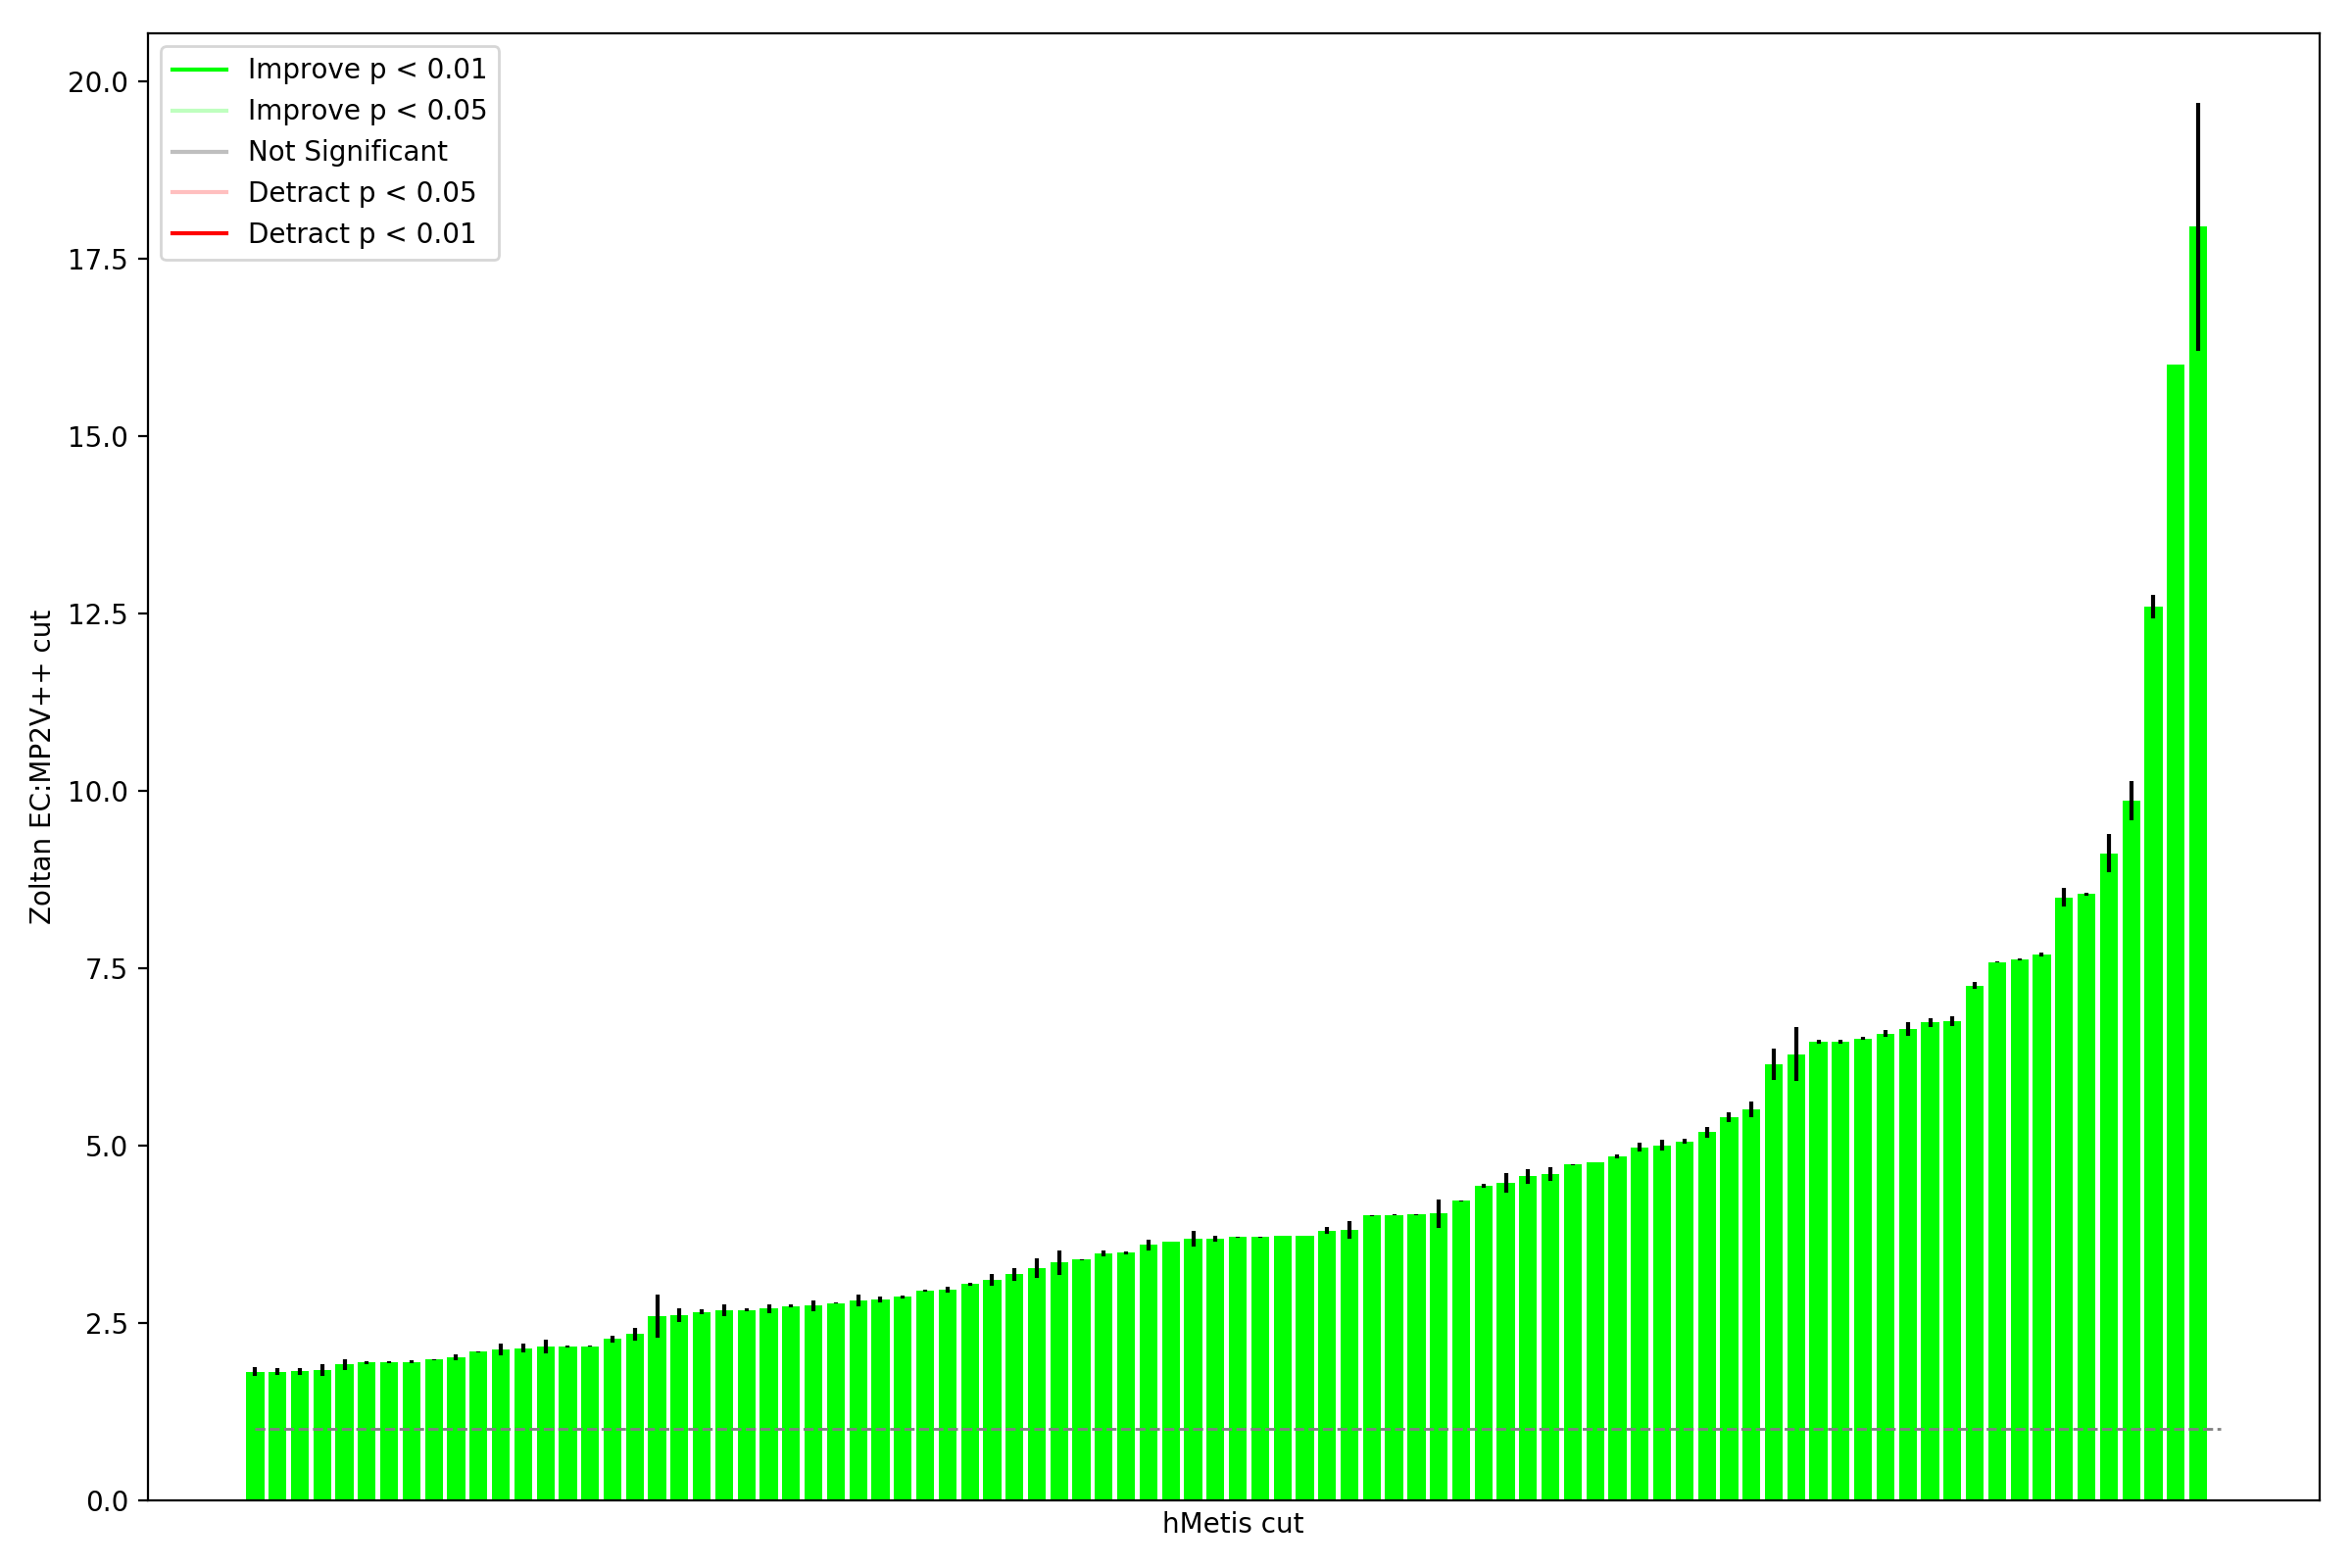 Improve p < 0.01
Improve p < 0.05
Not Significant
Detract p < 0.05
Detract p < 0.01
20.0
17.5
15.0
12.5
10.0
7.5
5.0
2.5
0.0
Zoltan EC:MP2V++ cut
hMetis cut